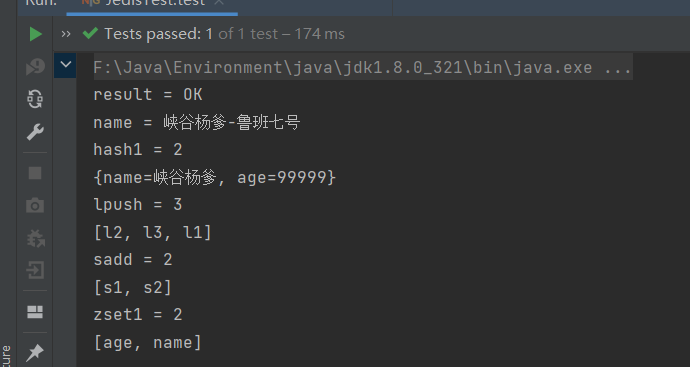 Run:
JedisTest.test
Tests passed: 1 of 1 test – 174 ms
F:\Java\Environment\java\jdk1.8.0_321\bin\java.exe ...
result = OK
name = 峡谷杨爹-鲁班七号
hash1 = 2
{name=峡谷杨爹, age=99999}
lpush = 3
[l2, l3, l1]
sadd = 2
[s1, s2]
zset1 = 2
[age, name]